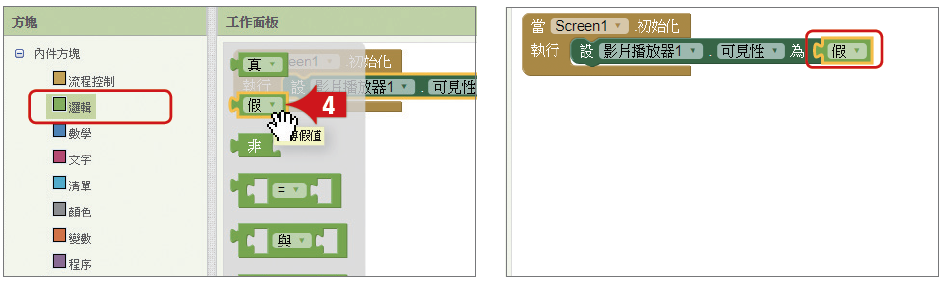 方塊
工作面板
內件方塊
流程控制
邏輯
數學
文字
清單
顏色
變數
程序
真
een1 .初始化
執行 設 影片播放器1 . 可見性
假
4
假值
非
=
與
當 Screen1 .初始化
執行 設 影片播放器1 . 可見性 為 假